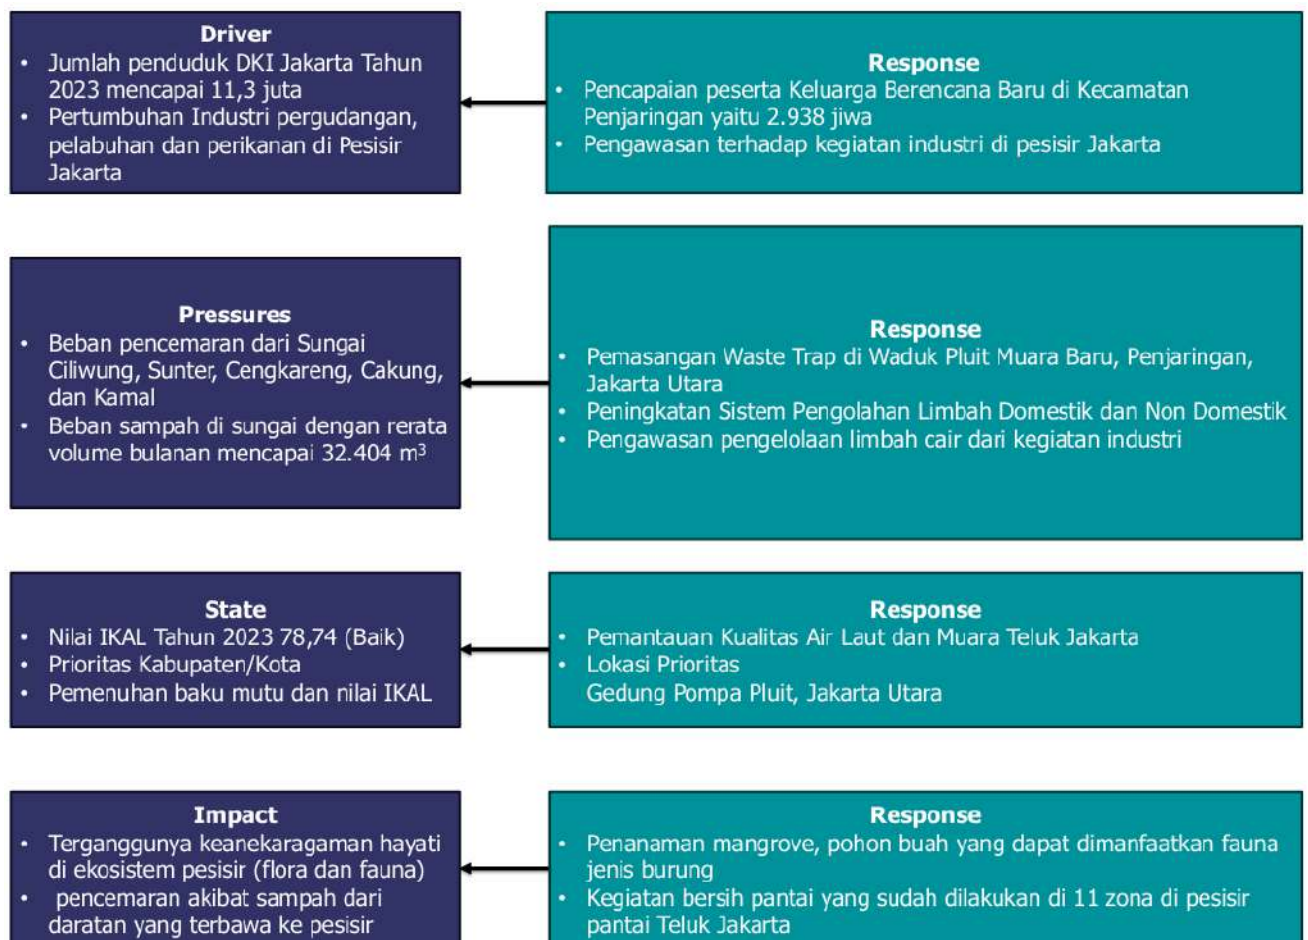 Driver
• Jumlah penduduk DKI Jakarta Tahun
2023 mencapai 11,3 juta
• Pertumbuhan Industri pergudangan,
pelabuhan dan perikanan di Pesisir
Jakarta
Response
• Pencapaian peserta Keluarga Berencana Baru di Kecamatan
Penjaringan yaitu 2.938 jiwa
• Pengawasan terhadap kegiatan industri di pesisir Jakarta
Pressures
• Beban pencemaran dari Sungai
Ciliwung, Sunter, Cengkareng, Cakung,
dan Kamal
• Beban sampah di sungai dengan rerata
volume bulanan mencapai 32.404 m³
Response
• Pemasangan Waste Trap di Waduk Pluit Muara Baru, Penjaringan,
Jakarta Utara
• Peningkatan Sistem Pengolahan Limbah Domestik dan Non Domestik
• Pengawasan pengelolaan limbah cair dari kegiatan industri
State
• Nilai IKAL Tahun 2023 78,74 (Baik)
• Prioritas Kabupaten/Kota
• Pemenuhan baku mutu dan nilai IKAL
Response
• Pemantauan Kualitas Air Laut dan Muara Teluk Jakarta
• Lokasi Prioritas
Gedung Pompa Pluit, Jakarta Utara
Impact
• Terganggunya keanekaragaman hayati
di ekosistem pesisir (flora dan fauna)
• pencemaran akibat sampah dari
daratan yang terbawa ke pesisir
Response
• Penanaman mangrove, pohon buah yang dapat dimanfaatkan fauna
jenis burung
• Kegiatan bersih pantai yang sudah dilakukan di 11 zona di pesisir
pantai Teluk Jakarta